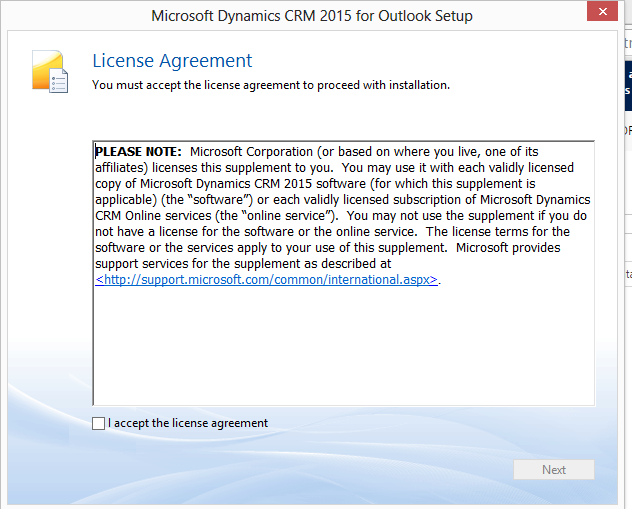 Microsoft Dynamics CRM 2015 for Outlook Setup
License Agreement
You must accept the license agreement to proceed with installation.
PLEASE NOTE:  Microsoft Corporation (or based on where you live, one of its
affiliates) licenses this supplement to you.  You may use it with each validly licensed
copy of Microsoft Dynamics CRM 2015 software (for which this supplement is
applicable) (the “software”) or each validly licensed subscription of Microsoft Dynamics
CRM Online services (the “online service”).  You may not use the supplement if you do
not have a license for the software or the online service.  The license terms for the
software or the services apply to your use of this supplement.  Microsoft provides
support services for the supplement as described at
<http://support.microsoft.com/common/international.aspx>.
I accept the license agreement
Next